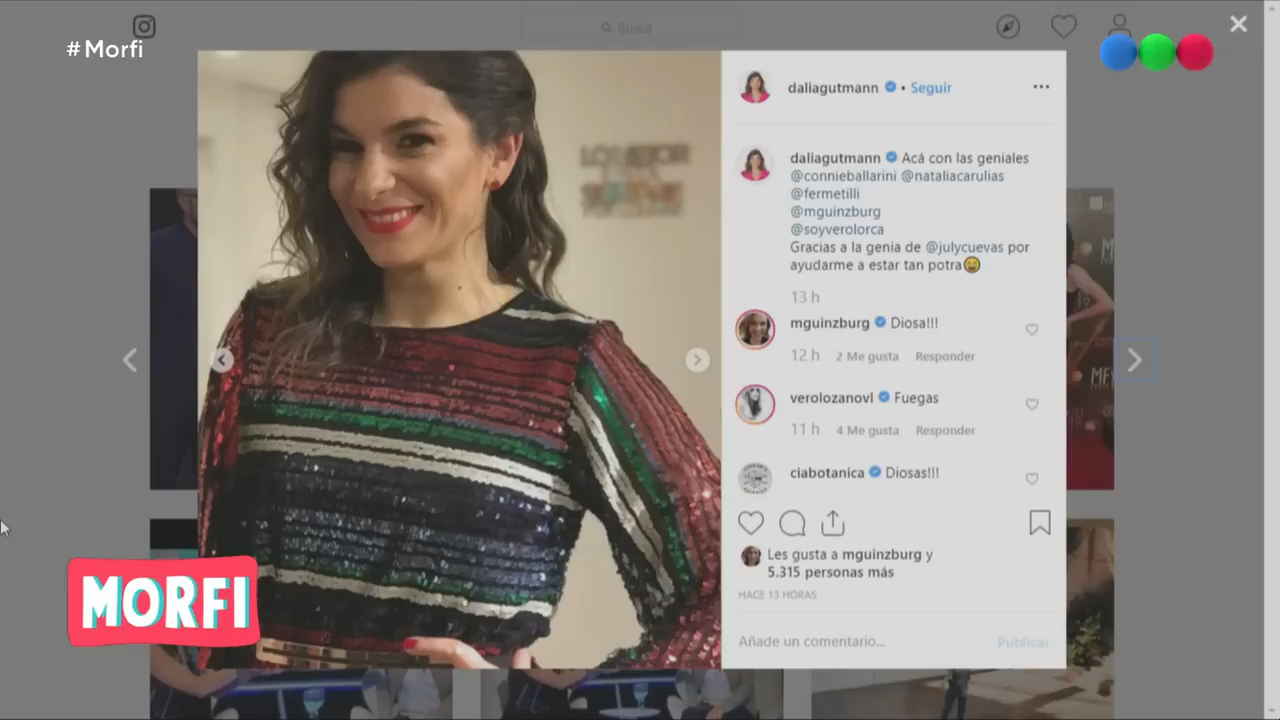 #Morfi
Busca
daliagutmann • Seguir
daliagutmann Acá con las geniales
@connieballarini @nataliacarulias
@fermetilli
@mguinzburg
@soyverolorca
Gracias a la genia de @julycuevas por
ayudarme a estar tan potra😄
13 h
mguinzburg Diosa!!!
12 h 2 Me gusta Responder
verolozanovl Fuegas
11 h 4 Me gusta Responder
ciabotanica Diosas!!!
Les gusta a mguinzburg y
5.315 personas más
HACE 13 HORAS
Añade un comentario... Publicar
MORFI